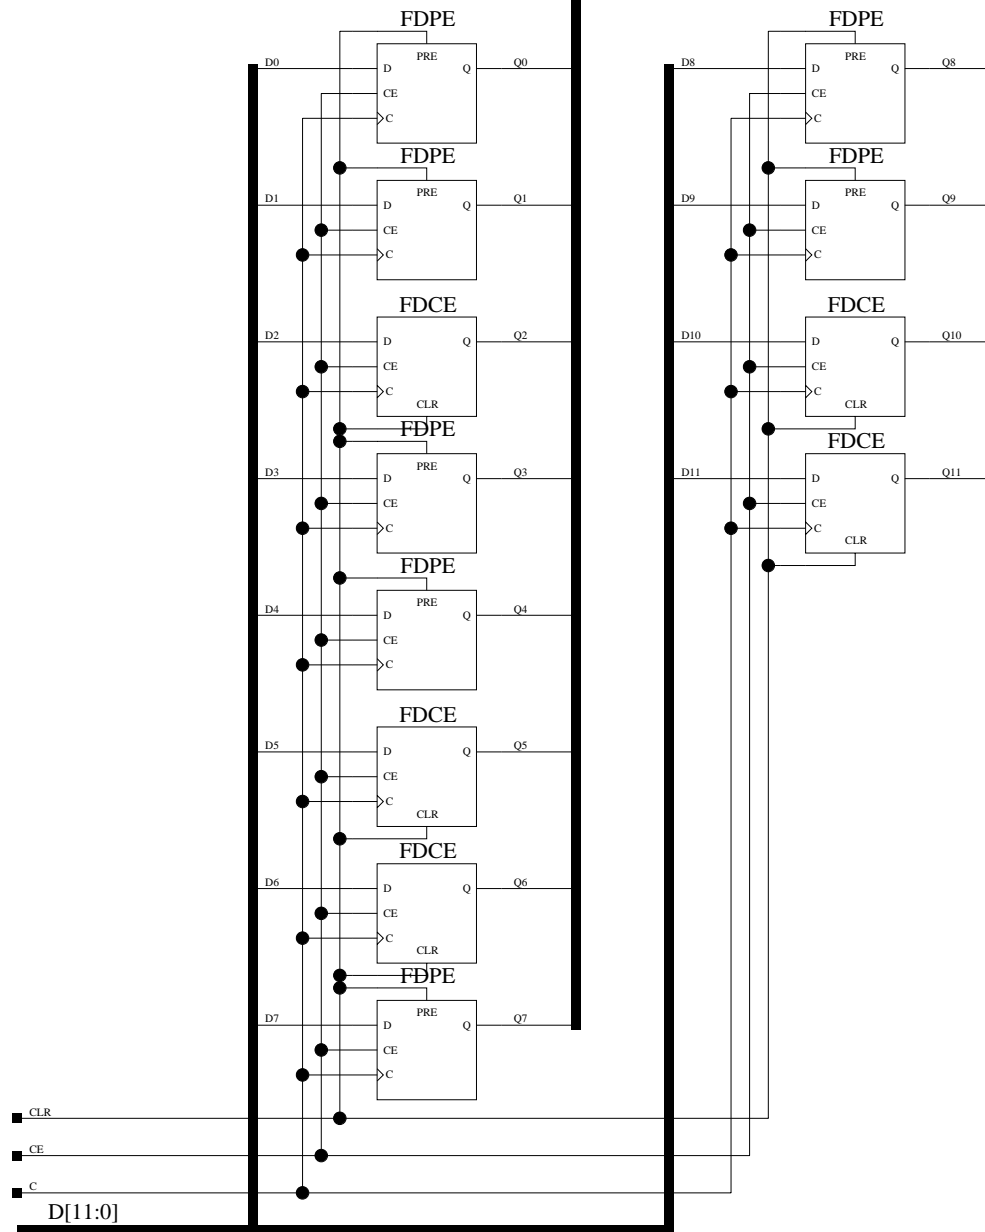 FDPE
PRE
D0 D Q Q0
CE
C
FDPE
PRE
D1 D Q Q1
CE
C
FDCE
D2 D Q Q2
CE
C
CLR
FDPE
PRE
D3 D Q Q3
CE
C
FDPE
PRE
D4 D Q Q4
CE
C
FDCE
D5 D Q Q5
CE
C
CLR
FDCE
D6 D Q Q6
CE
C
CLR
FDPE
PRE
D7 D Q Q7
CE
C
FDPE
PRE
D8 D Q Q8
CE
C
FDPE
PRE
D9 D Q Q9
CE
C
FDCE
D10 D Q Q10
CE
C
CLR
FDCE
D11 D Q Q11
CE
C
CLR
CLR
CE
C
D[11:0]